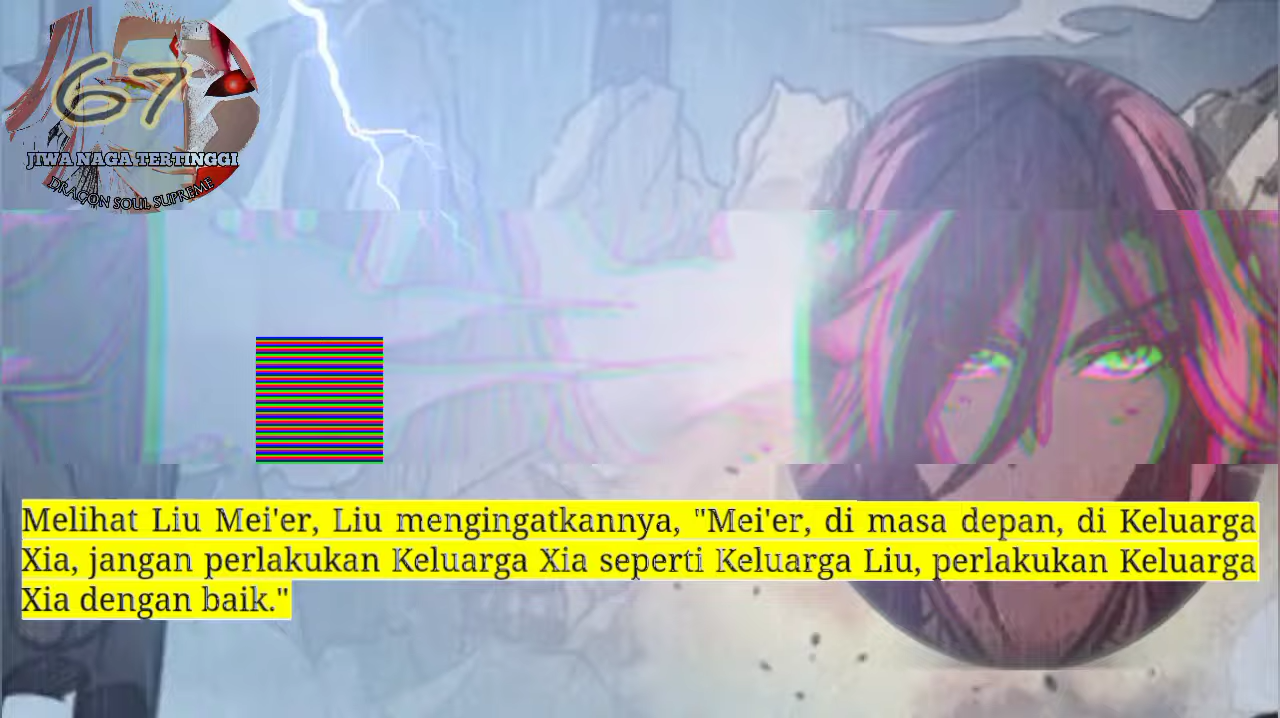 67
JIWA NAGA TERTINGGI
DRAGON SOUL SUPREME
Melihat Liu Mei'er, Liu mengingatkannya, "Mei'er, di masa depan, di Keluarga
Xia, jangan perlakukan Keluarga Xia seperti Keluarga Liu, perlakukan Keluarga
Xia dengan baik."